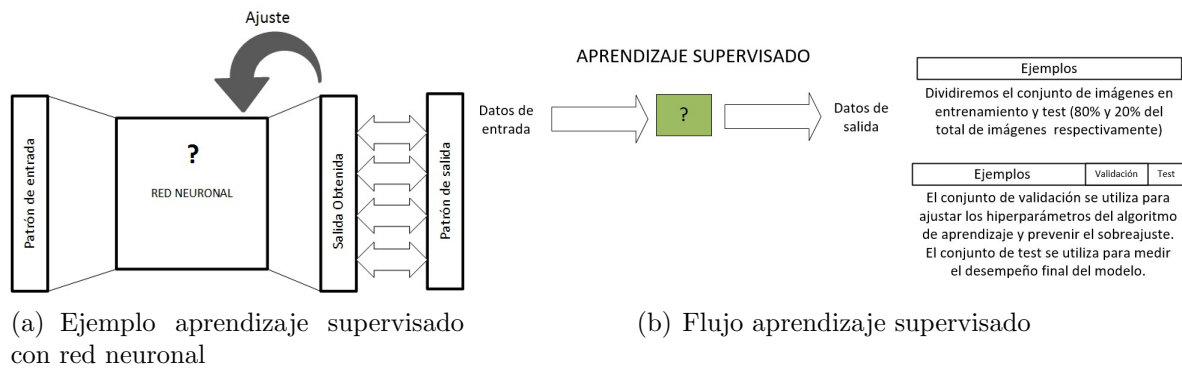 Ajuste
Patrón de entrada
?
RED NEURONAL
Salida Obtenida
Patrón de salida
(a) Ejemplo aprendizaje supervisado
con red neuronal
APRENDIZAJE SUPERVISADO
Datos de
entrada
?
Datos de
salida
Ejemplos
Dividiremos el conjunto de imágenes en
entrenamiento y test (80% y 20% del
total de imágenes respectivamente)
Ejemplos Validación Test
El conjunto de validación se utiliza para
ajustar los hiperparámetros del algoritmo
de aprendizaje y prevenir el sobreajuste.
El conjunto de test se utiliza para medir
el desempeño final del modelo.
(b) Flujo aprendizaje supervisado